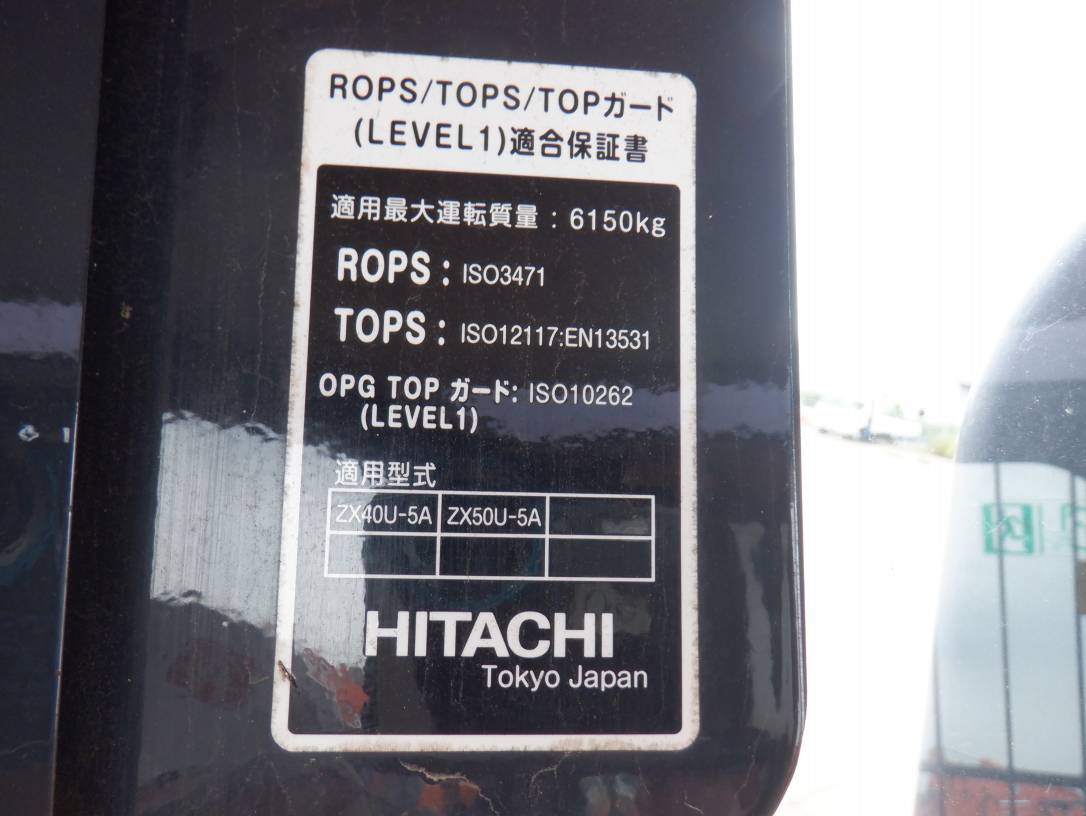 ROPS/TOPS/TOPガード
(LEVEL1)適合保証書
適用最大運転質量 : 6150kg
ROPS : ISO3471
TOPS : ISO12117:EN13531
OPG TOP ガード: ISO10262
(LEVEL1)
適用型式
ZX40U-5A ZX50U-5A
HITACHI
Tokyo Japan